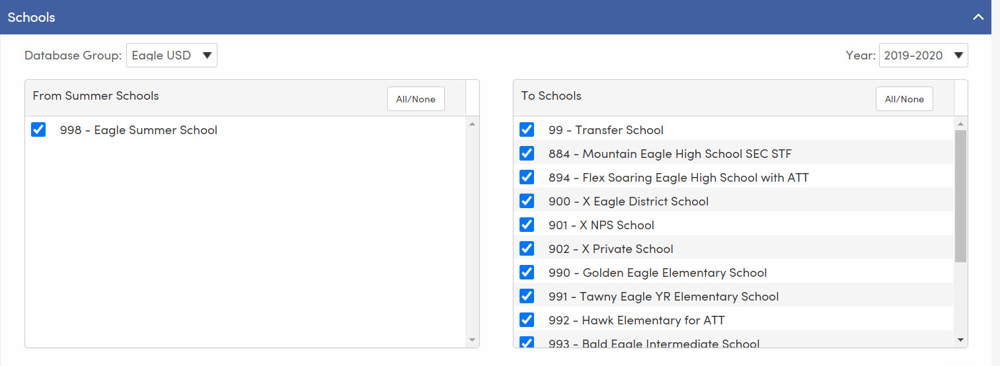 Schools
Database Group: Eagle USD
Year: 2019-2020
From Summer Schools All/None
998 - Eagle Summer School
To Schools All/None
99 - Transfer School
884 - Mountain Eagle High School SEC STF
894 - Flex Soaring Eagle High School with ATT
900 - X Eagle District School
901 - X NPS School
902 - X Private School
990 - Golden Eagle Elementary School
991 - Tawny Eagle YR Elementary School
992 - Hawk Elementary for ATT
993 - Bald Eagle Intermediate School